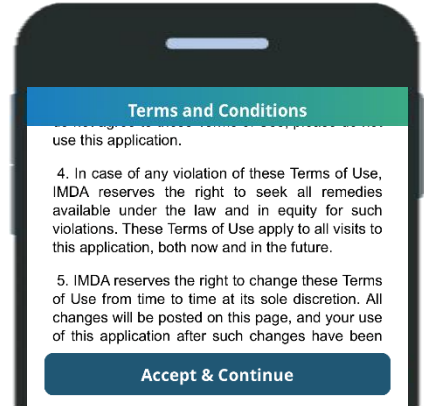 Terms and Conditions
use this application.
4. In case of any violation of these Terms of Use,
IMDA reserves the right to seek all remedies
available under the law and in equity for such
violations. These Terms of Use apply to all visits to
this application, both now and in the future.
5. IMDA reserves the right to change these Terms
of Use from time to time at its sole discretion. All
changes will be posted on this page, and your use
of this application after such changes have been
Accept & Continue